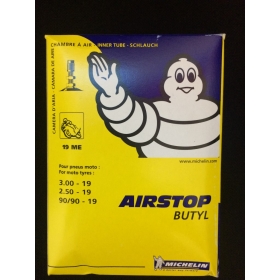 CHAMBRE A AIR - INNER TUBE - SCHLAUCH
CAMERA D'ARIA - CAMARA DE AIRE
19 ME
www.michelin.com
Pour pneus moto :
For moto tyres :
3.00 - 19
2.50 - 19
90/90 - 19
AIRSTOP
BUTYL
MICHELIN